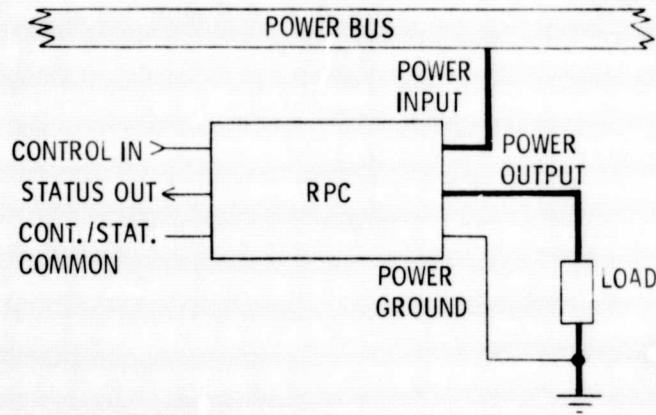 POWER BUS
POWER
INPUT
POWER
OUTPUT
CONTROL IN
STATUS OUT
CONT./STAT.
COMMON
RPC
POWER
GROUND
LOAD